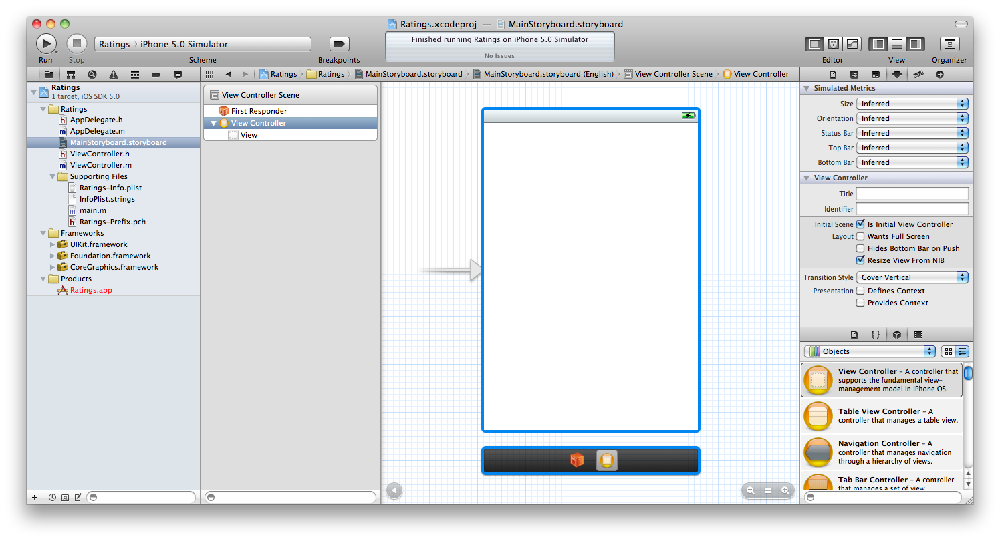 Ratings.xcodeproj — MainStoryboard.storyboard
Ratings › iPhone 5.0 Simulator
Finished running Ratings on iPhone 5.0 Simulator
No Issues
Run
Stop
Scheme
Breakpoints
Editor
View
Organizer
Ratings
1 target, iOS SDK 5.0
Ratings
AppDelegate.h
AppDelegate.m
MainStoryboard.storyboard
ViewController.h
ViewController.m
Supporting Files
Ratings-Info.plist
InfoPlist.strings
main.m
Ratings-Prefix.pch
Frameworks
UIKit.framework
Foundation.framework
CoreGraphics.framework
Products
Ratings.app
Ratings › Ratings › MainStoryboard.storyboard › MainStoryboard.storyboard (English) › View Controller Scene › View Controller
View Controller Scene
First Responder
View Controller
View
Simulated Metrics
Size Inferred
Orientation Inferred
Status Bar Inferred
Top Bar Inferred
Bottom Bar Inferred
View Controller
Title
Identifier
Initial Scene Is Initial View Controller
Layout Wants Full Screen
Hides Bottom Bar on Push
Resize View From NIB
Transition Style Cover Vertical
Presentation Defines Context
Provides Context
{ }
Objects
View Controller – A controller that
supports the fundamental view-
management model in iPhone OS.
Table View Controller – A
controller that manages a table view.
Navigation Controller – A
controller that manages navigation
through a hierarchy of views.
Tab Bar Controller – A controller
that manages a set of view